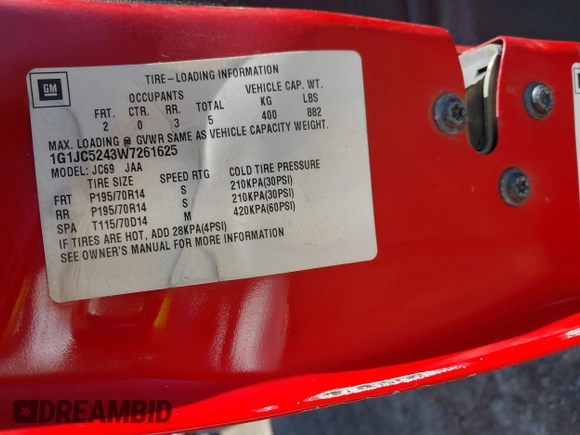 GM
TIRE-LOADING INFORMATION
OCCUPANTS VEHICLE CAP. WT.
FRT. CTR. RR. TOTAL KG LBS
2 0 3 5 400 882
MAX. LOADING @ GVWR SAME AS VEHICLE CAPACITY WEIGHT.
1G1JC5243W7261625
MODEL: JC69 JAA
TIRE SIZE SPEED RTG COLD TIRE PRESSURE
FRT P195/70R14 S 210KPA(30PSI)
RR P195/70R14 S 210KPA(30PSI)
SPA T115/70D14 M 420KPA(60PSI)
IF TIRES ARE HOT, ADD 28KPA(4PSI)
SEE OWNER'S MANUAL FOR MORE INFORMATION
DREAMBID